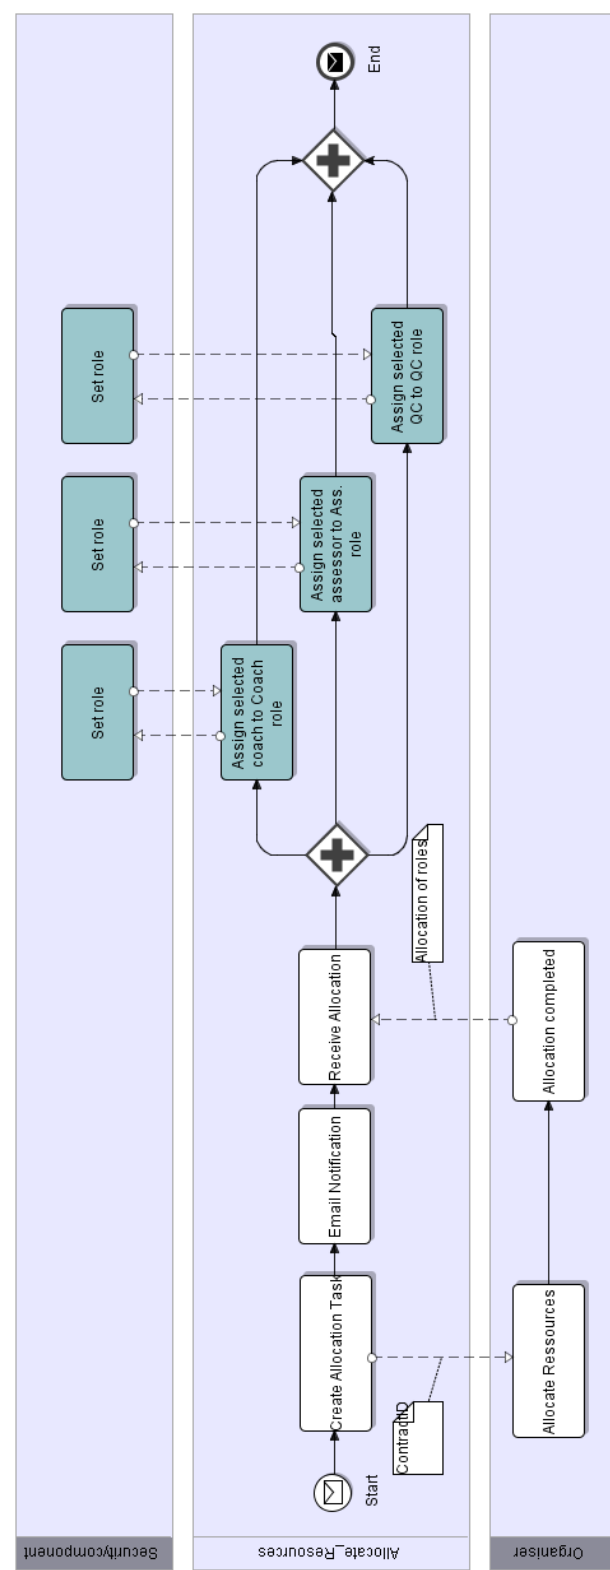 Securitycomponent
Set role
Set role
Set role
Allocate_Resources
Start
Create Allocation Task
ContractID
Email Notification
Receive Allocation
Allocation of roles
Assign selected
coach to Coach
role
Assign selected
assessor to Ass.
role
Assign selected
QC to QC role
End
Organiser
Allocate Ressources
Allocation completed